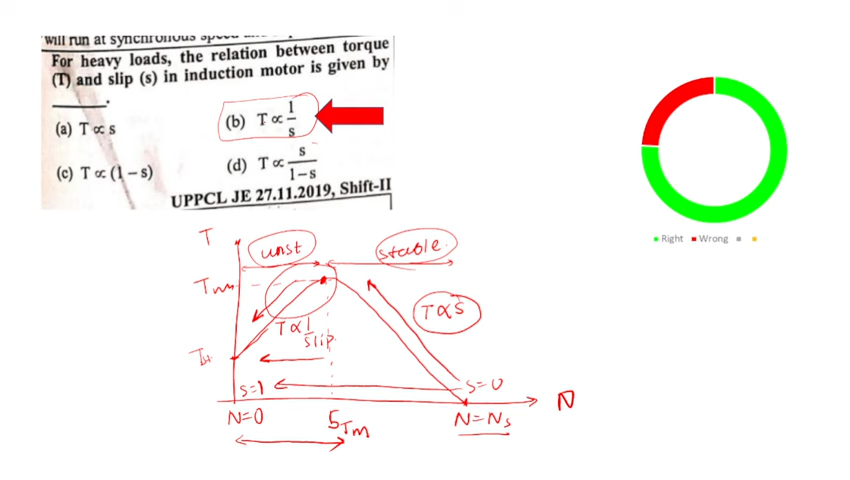 will run at synchronous speed
For heavy loads, the relation between torque
(T) and slip (s) in induction motor is given by
______.
(a) T ∝ s
(b) T ∝ 1/s
(c) T ∝ (1 – s)
(d) T ∝ s/1–s
UPPCL JE 27.11.2019, Shift-II
Right Wrong
T
unst
stable
Tm
T ∝ s
T ∝ 1/slip
Tst
s=1
s=0
N
N=0
STm
N=Ns